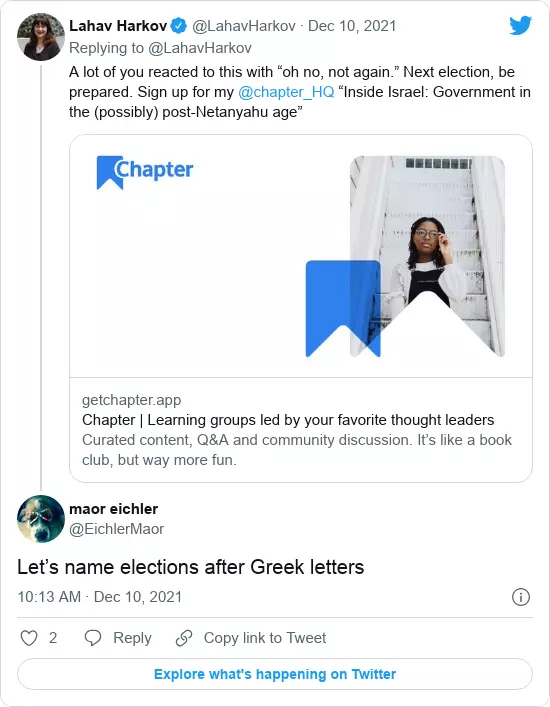 Lahav Harkov @LahavHarkov · Dec 10, 2021
Replying to @LahavHarkov
A lot of you reacted to this with “oh no, not again.” Next election, be
prepared. Sign up for my @chapter_HQ “Inside Israel: Government in
the (possibly) post-Netanyahu age”
Chapter
getchapter.app
Chapter | Learning groups led by your favorite thought leaders
Curated content, Q&A and community discussion. It’s like a book
club, but way more fun.
maor eichler
@EichlerMaor
Let’s name elections after Greek letters
10:13 AM · Dec 10, 2021
2 Reply Copy link to Tweet
Explore what's happening on Twitter